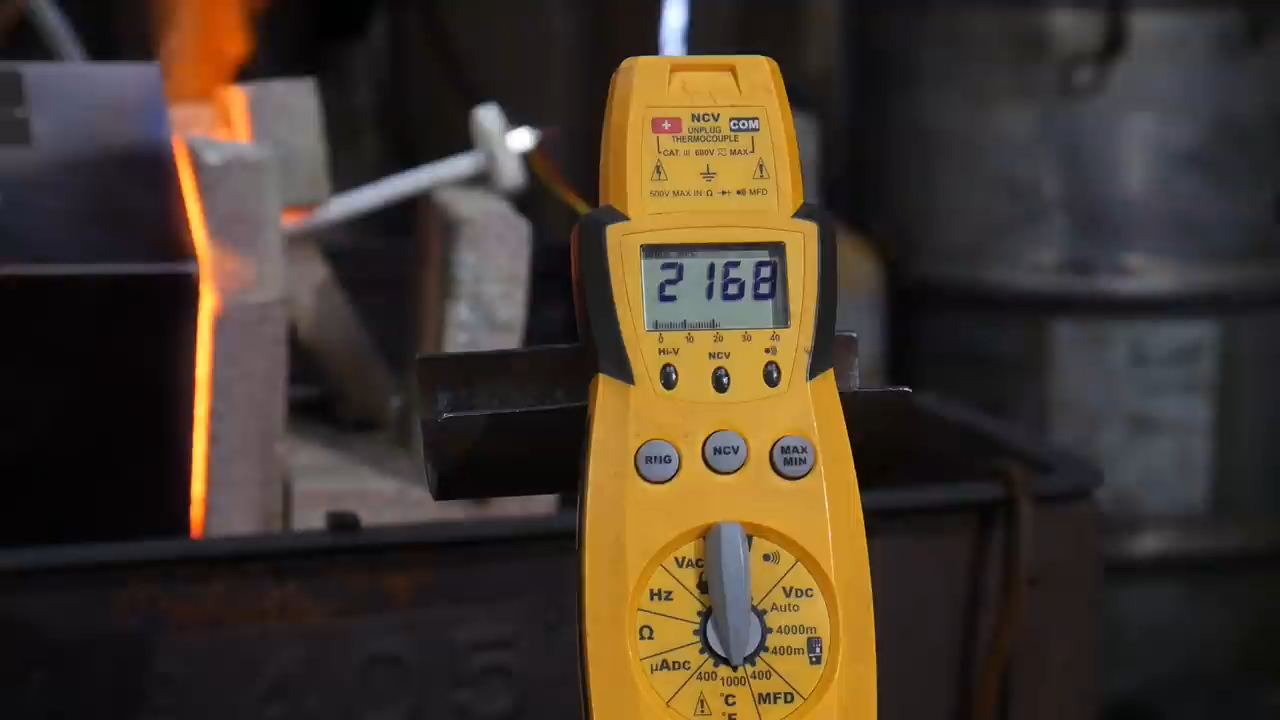 NCV
+ COM
UNPLUG
THERMOCOUPLE
CAT. III 600V MAX
500V MAX IN Ω MFD
2168
0 10 20 30 40
Hi-V NCV
RNG NCV MAX
MIN
VAC
Hz VDC
Auto
Ω 4000m
400m
µADC
400 1000 400
°C MFD
°F